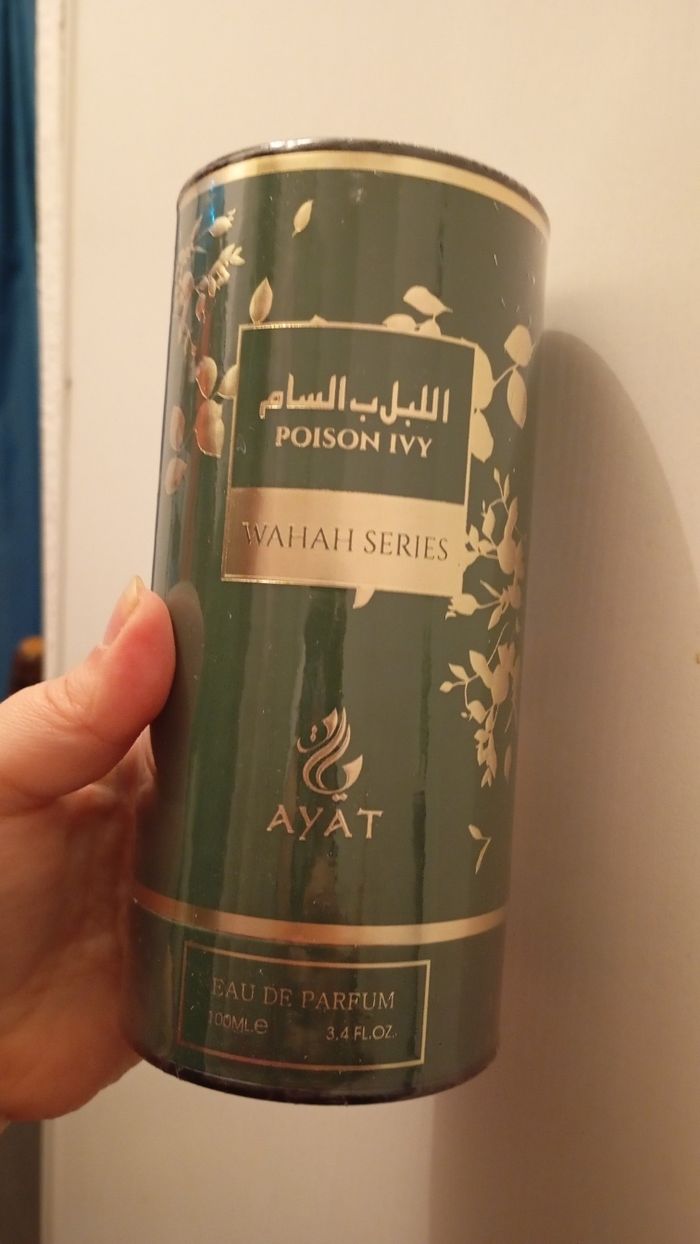 اللبلاب السام
POISON IVY
WAHAH SERIES
AYAT
EAU DE PARFUM
100ML.e 3,4 FL.OZ.